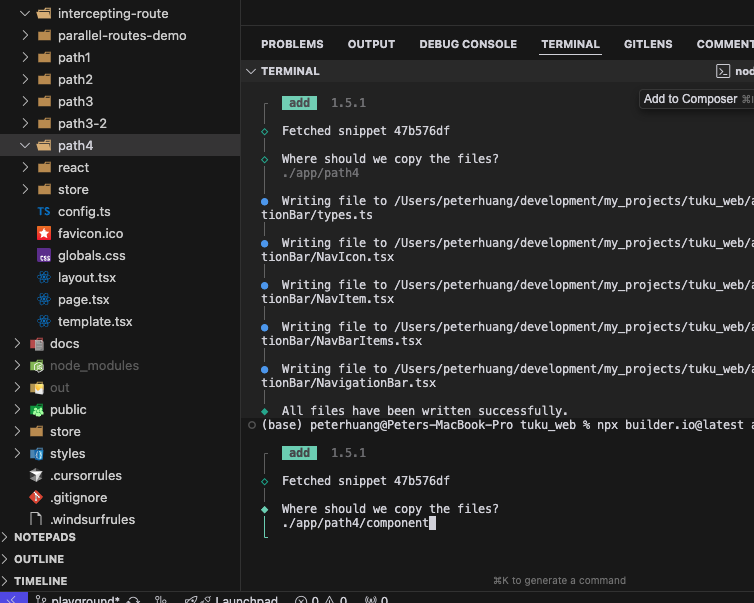 intercepting-route
parallel-routes-demo
path1
path2
path3
path3-2
path4
react
store
TS config.ts
favicon.ico
css globals.css
layout.tsx
page.tsx
template.tsx
docs
node_modules
out
public
store
styles
.cursorrules
.gitignore
.windsurfrules
NOTEPADS
OUTLINE
TIMELINE
playground*
Launchpad
0
0
0
PROBLEMS OUTPUT DEBUG CONSOLE TERMINAL GITLENS COMMENT
TERMINAL
nod
Add to Composer ⌘
add 1.5.1
Fetched snippet 47b576df
Where should we copy the files?
./app/path4
Writing file to /Users/peterhuang/development/my_projects/tuku_web/a
tionBar/types.ts
Writing file to /Users/peterhuang/development/my_projects/tuku_web/a
tionBar/NavIcon.tsx
Writing file to /Users/peterhuang/development/my_projects/tuku_web/a
tionBar/NavItem.tsx
Writing file to /Users/peterhuang/development/my_projects/tuku_web/a
tionBar/NavBarItems.tsx
Writing file to /Users/peterhuang/development/my_projects/tuku_web/a
tionBar/NavigationBar.tsx
All files have been written successfully.
(base) peterhuang@Peters-MacBook-Pro tuku_web % npx builder.io@latest a
add 1.5.1
Fetched snippet 47b576df
Where should we copy the files?
./app/path4/component
⌘K to generate a command